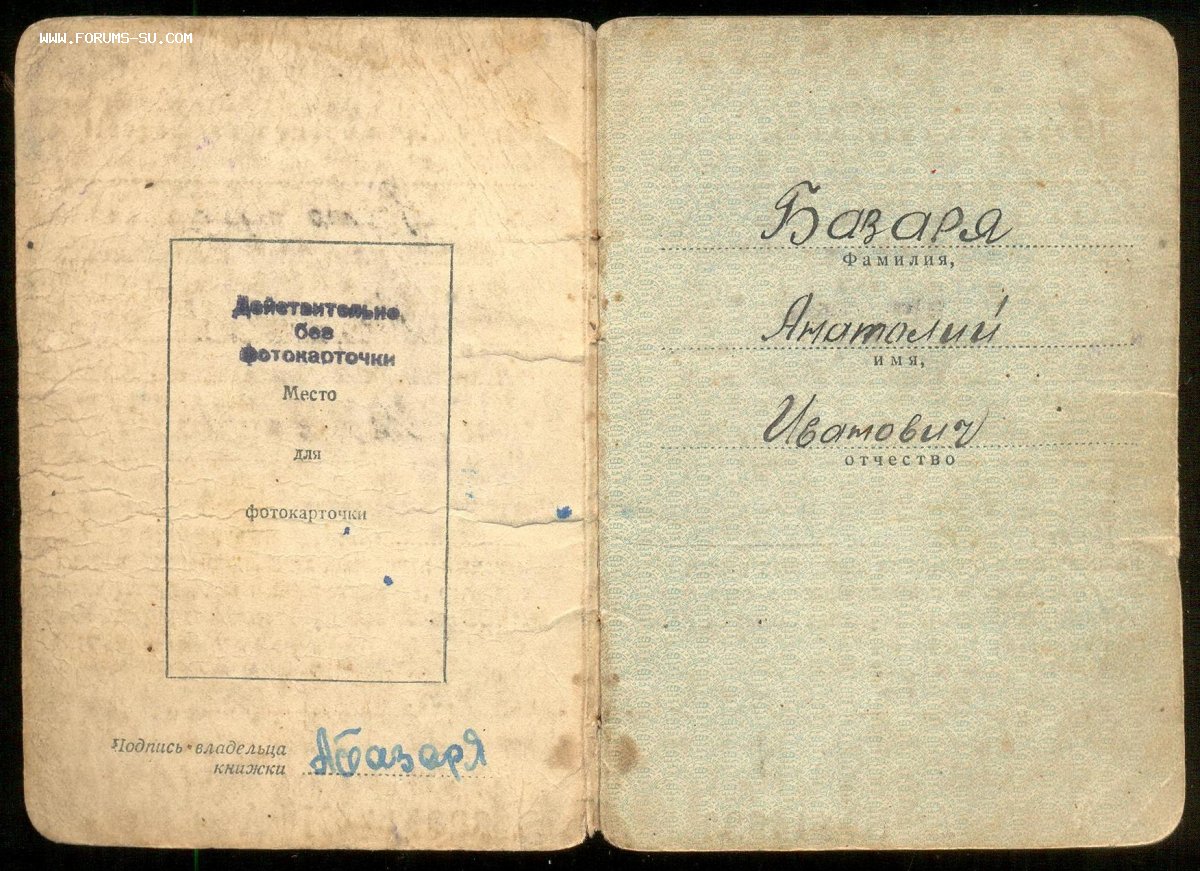 WWW.FORUMS-SU.COM
Действительно
без
фотокарточки
Место
для
фотокарточки
Подпись владельца
книжки
АБазаря
Базаря
Фамилия,
Анатолий
имя,
Иванович
отчество